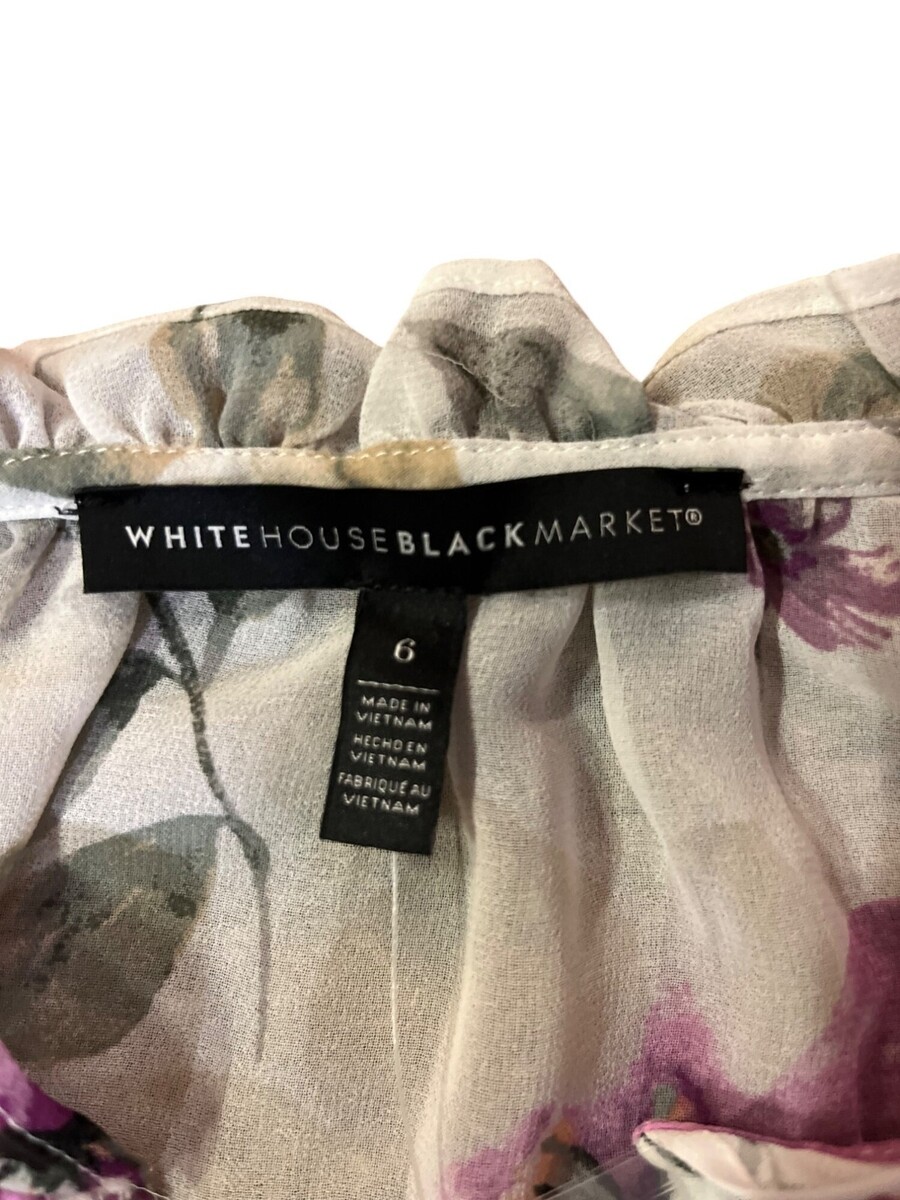 WHITEHOUSEBLACKMARKET®
6
MADE IN
VIETNAM
HECHO EN
VIETNAM
FABRIQUÉ AU
VIETNAM